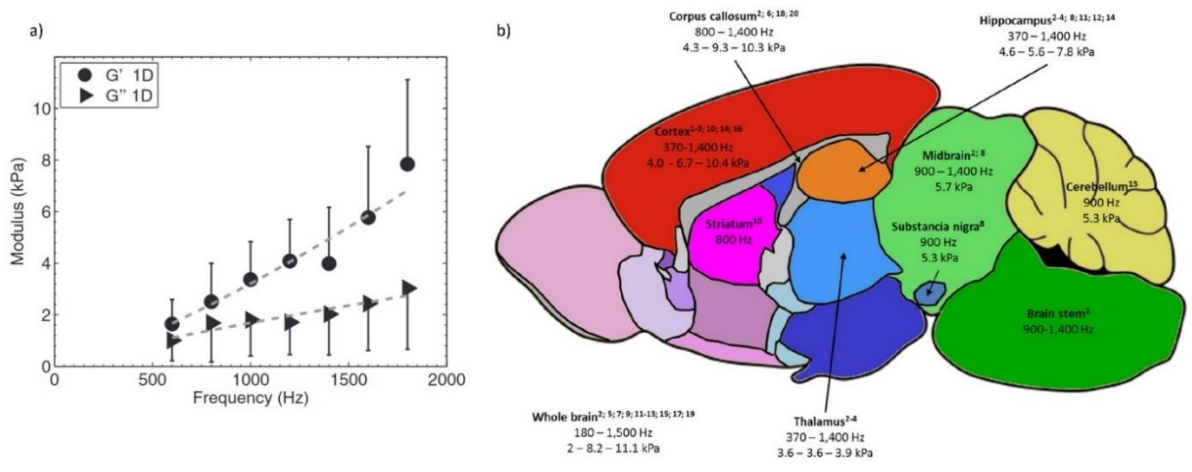 a)
G' 1D
G'' 1D
Modulus (kPa)
10
8
6
4
2
0
0
500
1000
1500
2000
Frequency (Hz)
b)
Corpus callosum2; 6; 18; 20
800 – 1,400 Hz
4.3 – 9.3 – 10.3 kPa
Hippocampus2-4; 8; 11; 12; 14
370 – 1,400 Hz
4.6 – 5.6 – 7.8 kPa
Cortex1-3; 10; 14; 16
370-1,400 Hz
4.0 - 6.7 – 10.4 kPa
Midbrain2; 8
900 – 1,400 Hz
5.7 kPa
Cerebellum13
900 Hz
5.3 kPa
Striatum10
800 Hz
Substancia nigra8
900 Hz
5.3 kPa
Brain stem2
900-1,400 Hz
Whole brain2; 5; 7; 9; 11-13; 15; 17; 19
180 – 1,500 Hz
2 – 8.2 – 11.1 kPa
Thalamus2-4
370 – 1,400 Hz
3.6 – 3.6 – 3.9 kPa